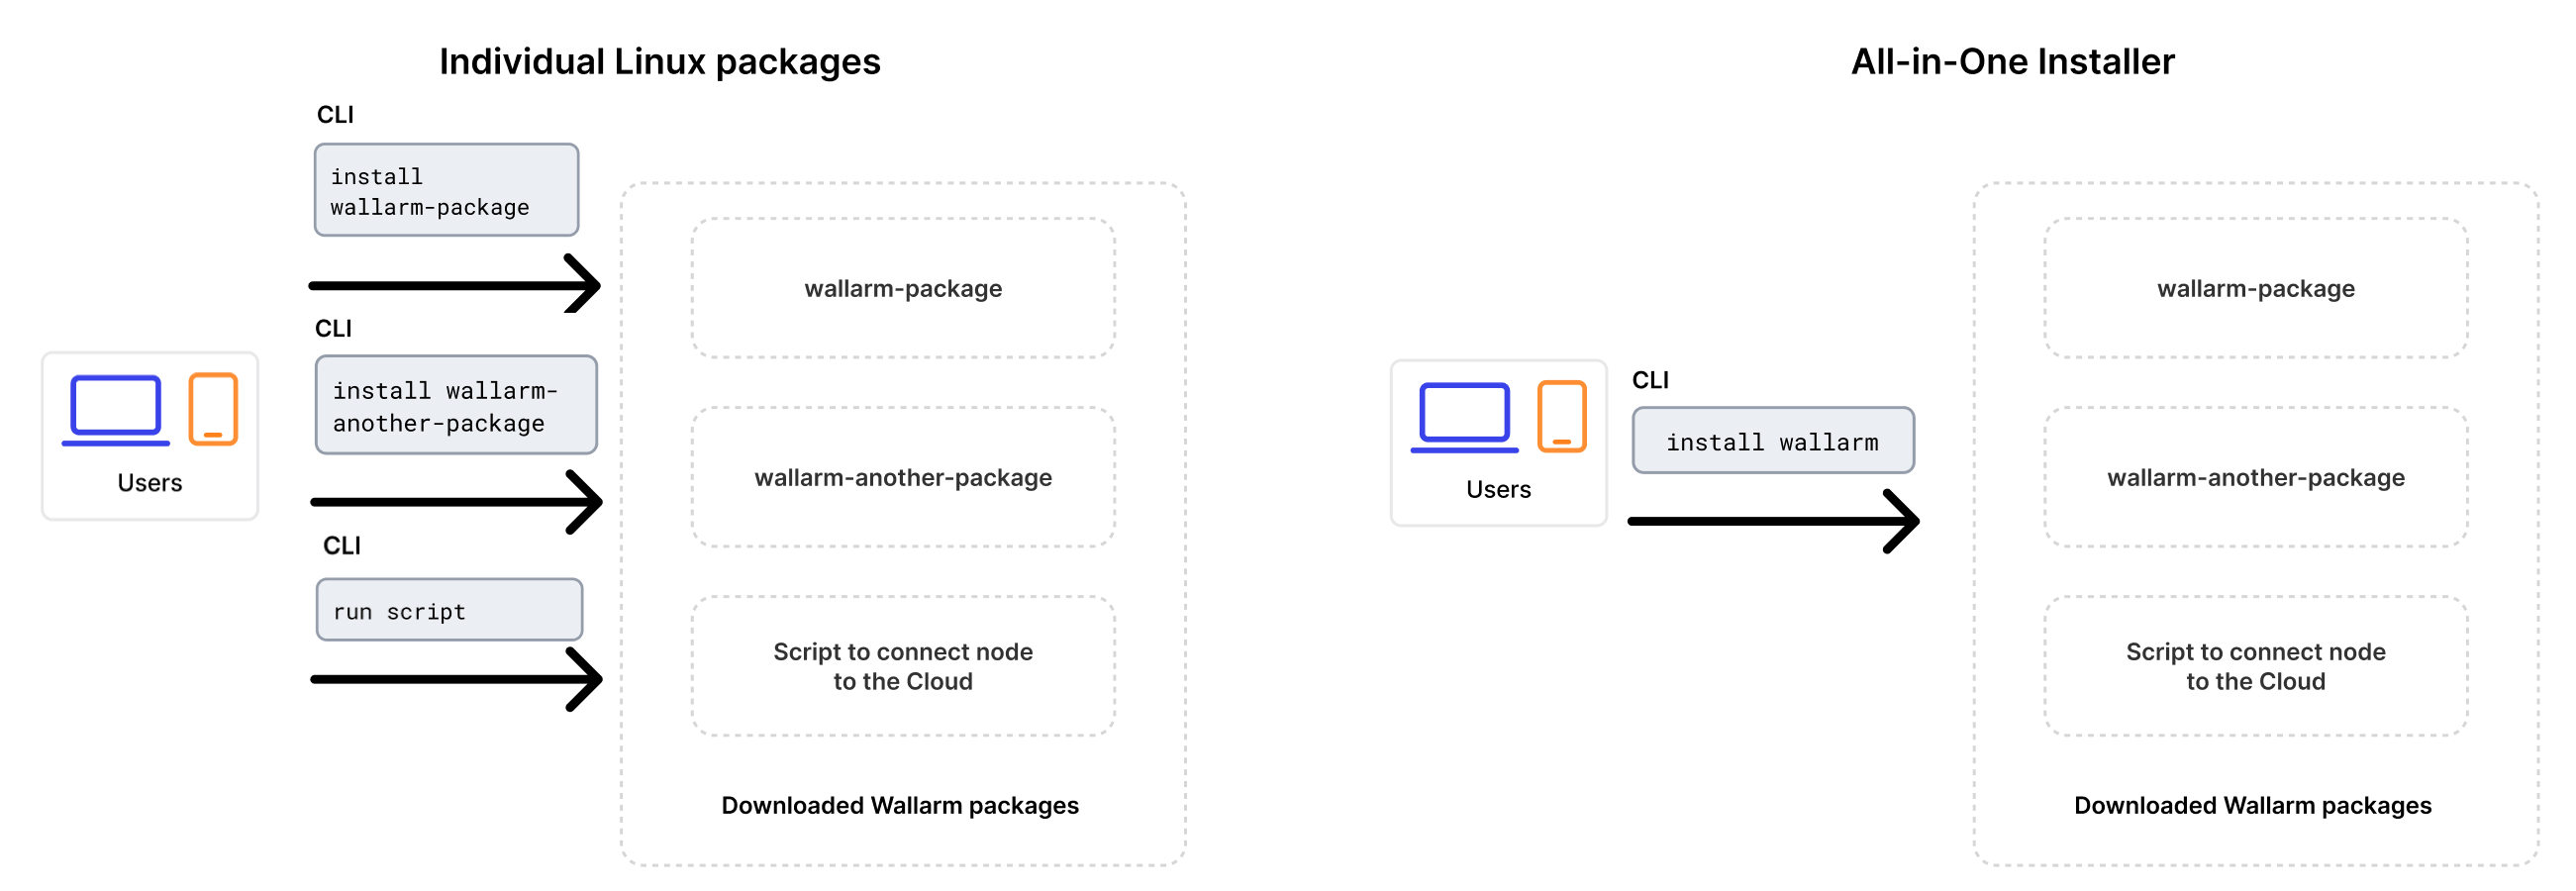 Individual Linux packages
CLI
install
wallarm-package
CLI
install wallarm-
another-package
CLI
run script
Users
wallarm-package
wallarm-another-package
Script to connect node
to the Cloud
Downloaded Wallarm packages
All-in-One Installer
Users
CLI
install wallarm
wallarm-package
wallarm-another-package
Script to connect node
to the Cloud
Downloaded Wallarm packages